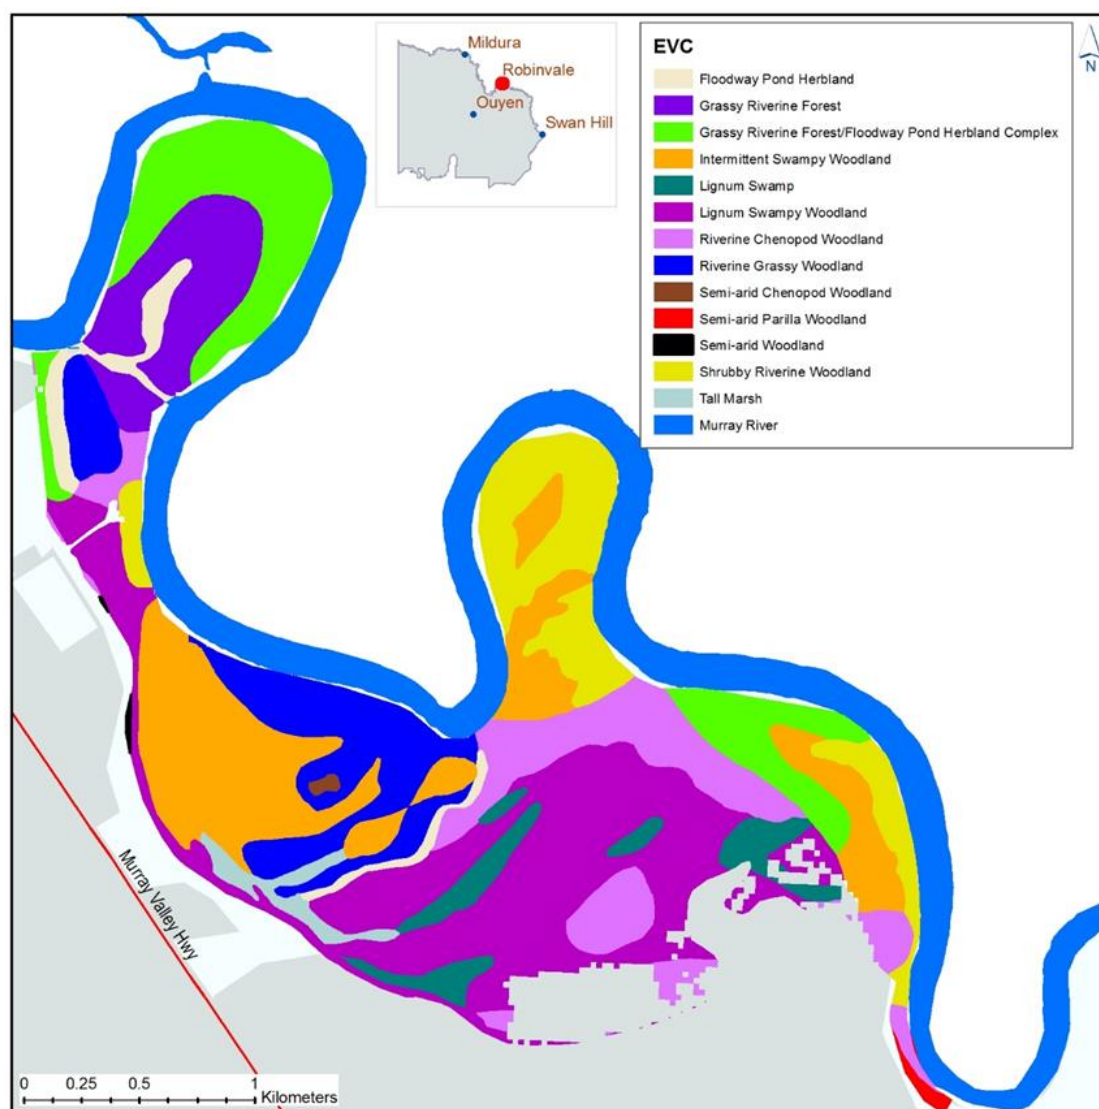 Mildura
Robinvale
Ouyen
Swan Hill
EVC
Floodway Pond Herbland
Grassy Riverine Forest
Grassy Riverine Forest/Floodway Pond Herbland Complex
Intermittent Swampy Woodland
Lignum Swamp
Lignum Swampy Woodland
Riverine Chenopod Woodland
Riverine Grassy Woodland
Semi-arid Chenopod Woodland
Semi-arid Parilla Woodland
Semi-arid Woodland
Shrubby Riverine Woodland
Tall Marsh
Murray River
N
Murray Valley Hwy
0 0.25 0.5 1
Kilometers